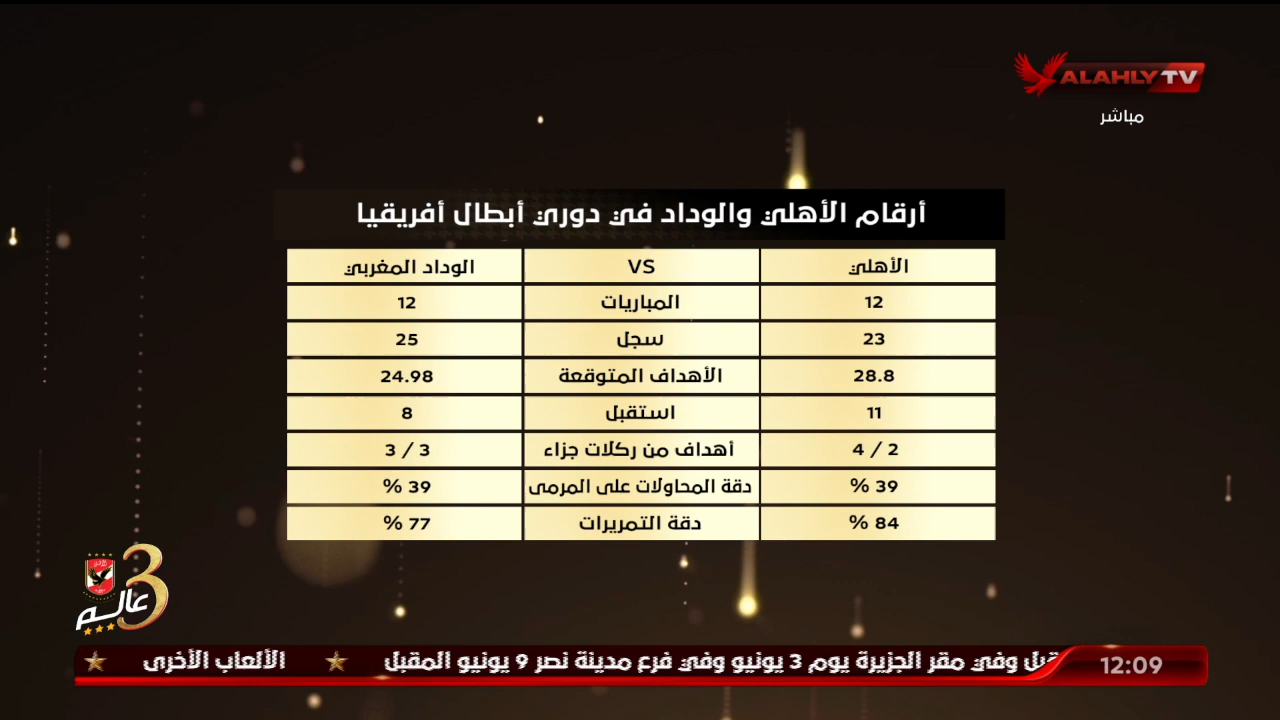 ALAHLY TV
مباشر
أرقام الأهلي والوداد في دوري أبطال أفريقيا
الأهلي VS الوداد المغربي
12 المباريات 12
23 سجل 25
28.8 الأهداف المتوقعة 24.98
11 استقبل 8
4 / 2 أهداف من ركلات جزاء 3 / 3
39 % دقة المحاولات على المرمى 39 %
84 % دقة التمريرات 77 %
3
عالم
12:09
وفي مقر الجزيرة يوم 3 يونيو وفي فرع مدينة نصر 9 يونيو المقبل الألعاب الأخرى